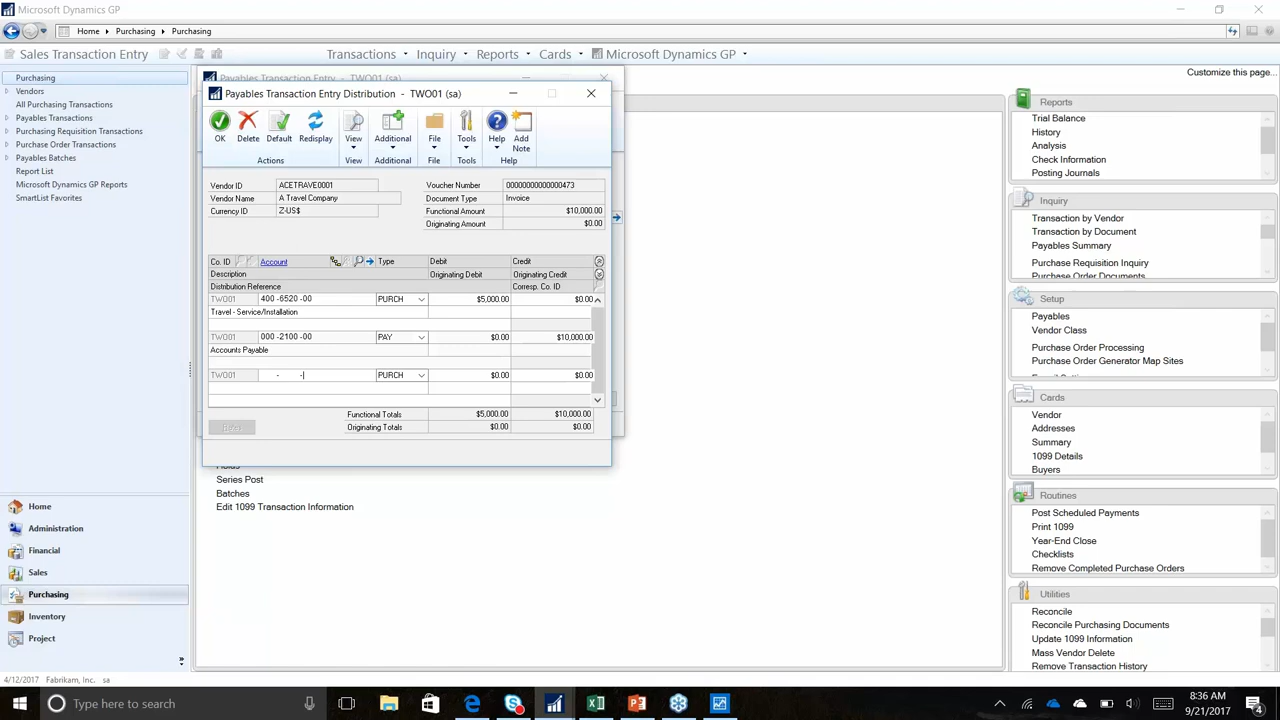 Microsoft Dynamics GP
Home Purchasing Purchasing
Sales Transaction Entry Transactions Inquiry Reports Cards Microsoft Dynamics GP
Customize this page...
Purchasing
Vendors
All Purchasing Transactions
Payables Transactions
Purchasing Requisition Transactions
Purchase Order Transactions
Payables Batches
Report List
Microsoft Dynamics GP Reports
SmartList Favorites
Home
Administration
Financial
Sales
Purchasing
Inventory
Project
Payables Transaction Entry - TWO01 (sa)
Payables Transaction Entry Distribution - TWO01 (sa)
OK Delete Default Redisplay View Additional File Tools Help Add Note
Actions View Additional File Tools Help
Vendor ID ACETRAVE0001 Voucher Number 00000000000000473
Vendor Name A Travel Company Document Type Invoice
Currency ID Z-US$ Functional Amount $10,000.00
Originating Amount $0.00
Co. ID Account Type Debit Credit
Description Originating Debit Originating Credit
Distribution Reference Corresp. Co. ID
TWO01 400 -6520 -00 PURCH $5,000.00 $0.00
Travel - Service/Installation
TWO01 000 -2100 -00 PAY $0.00 $10,000.00
Accounts Payable
TWO01 - - PURCH $0.00 $0.00
Functional Totals $5,000.00 $10,000.00
Originating Totals $0.00 $0.00
Holds
Series Post
Batches
Edit 1099 Transaction Information
Reports
Trial Balance
History
Analysis
Check Information
Posting Journals
Inquiry
Transaction by Vendor
Transaction by Document
Payables Summary
Purchase Requisition Inquiry
Purchase Order Documents
Setup
Payables
Vendor Class
Purchase Order Processing
Purchase Order Generator Map Sites
Cards
Vendor
Addresses
Summary
1099 Details
Buyers
Routines
Post Scheduled Payments
Print 1099
Year-End Close
Checklists
Remove Completed Purchase Orders
Utilities
Reconcile
Reconcile Purchasing Documents
Update 1099 Information
Mass Vendor Delete
Remove Transaction History
4/12/2017 Fabrikam, Inc. sa
Type here to search
8:36 AM
9/21/2017
4